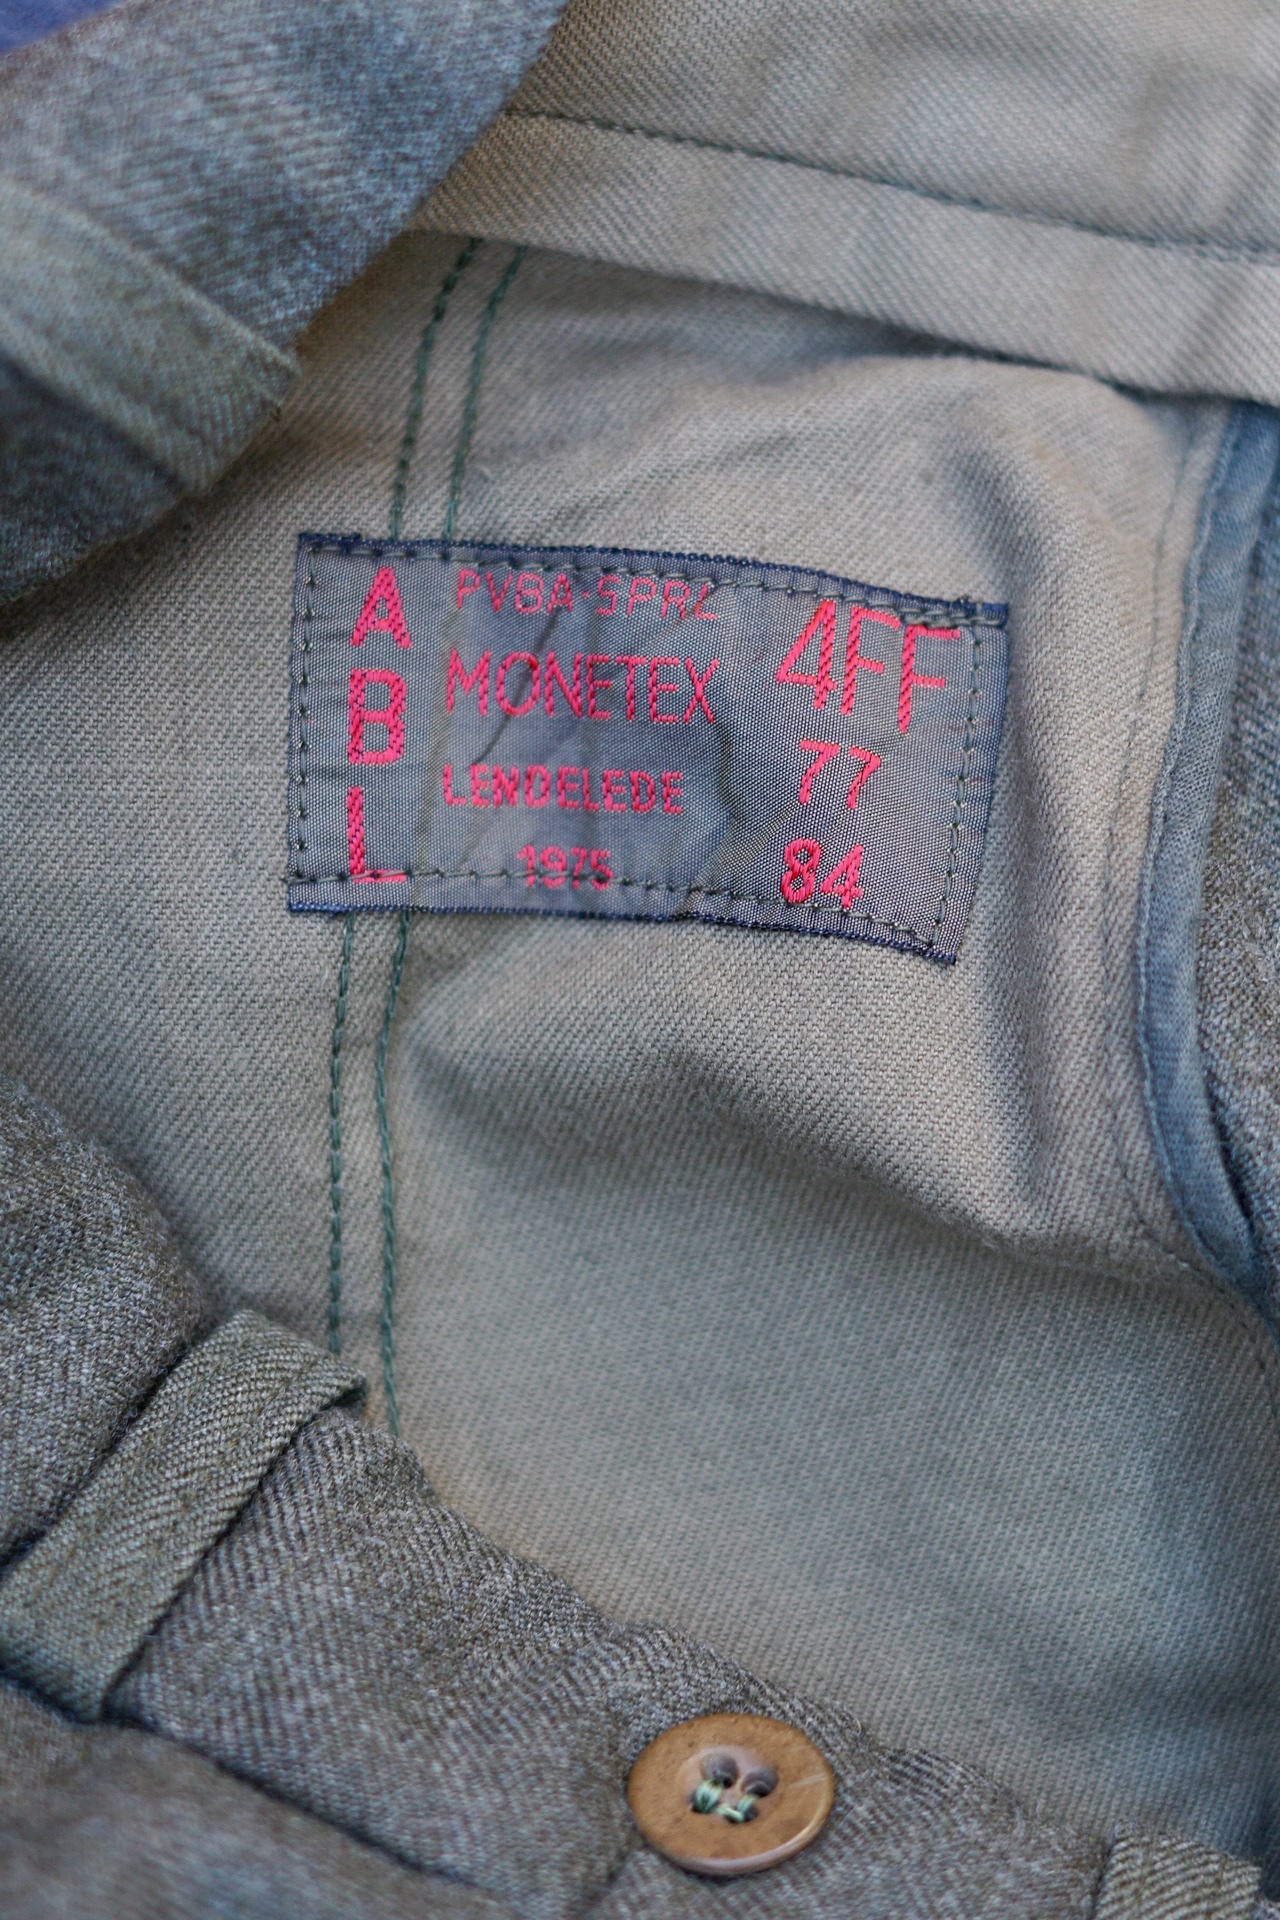 A
B
L
PVBA-SPRL
MONETEX
LENDELEDE
1975
4FF
77
84